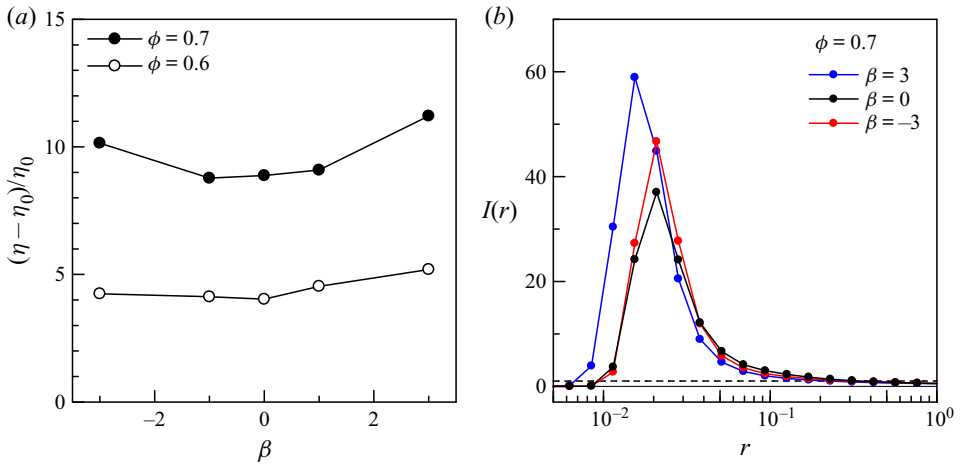 (a)
15
10
5
0
ϕ = 0.7
ϕ = 0.6
(η – η₀)/η₀
–2 0 2
β
(b)
60
40
20
0
ϕ = 0.7
β = 3
β = 0
β = –3
I(r)
10⁻² 10⁻¹ 10⁰
r